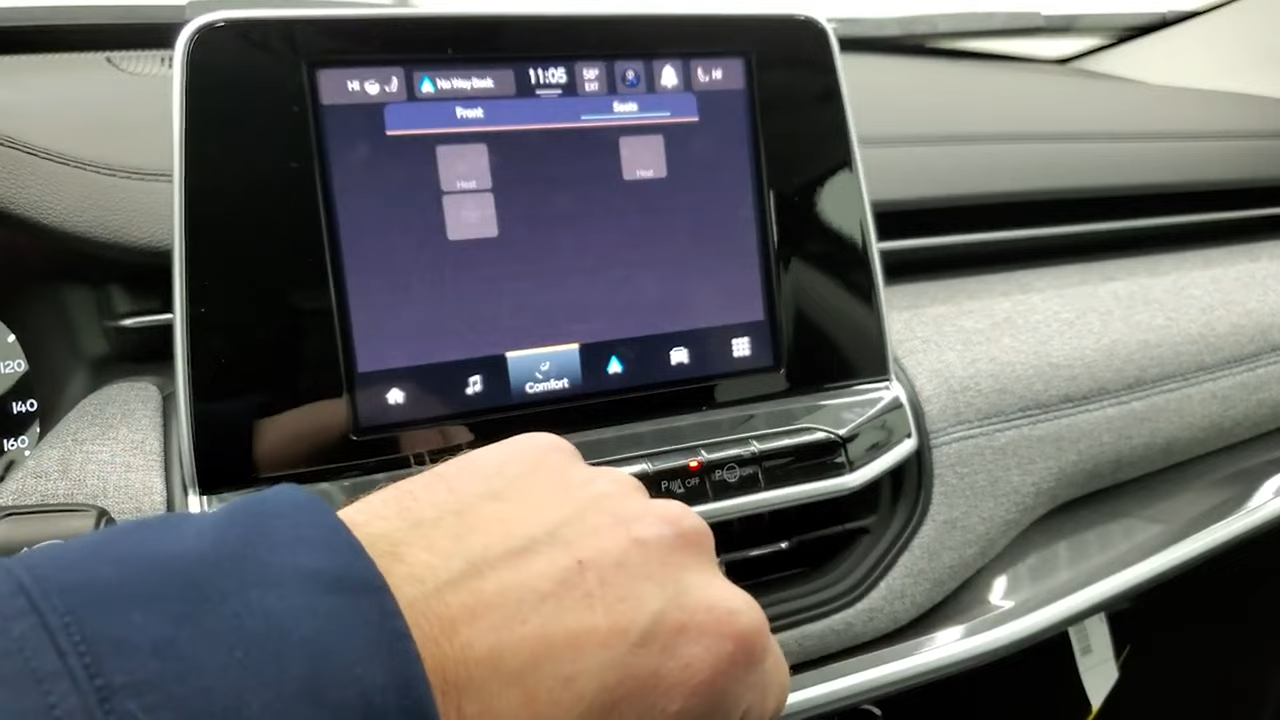 HI
No Way Back
11:05
58°
EXT
HI
Front
Seats
Heat
Heat
Comfort
120
140
160
P OFF
P